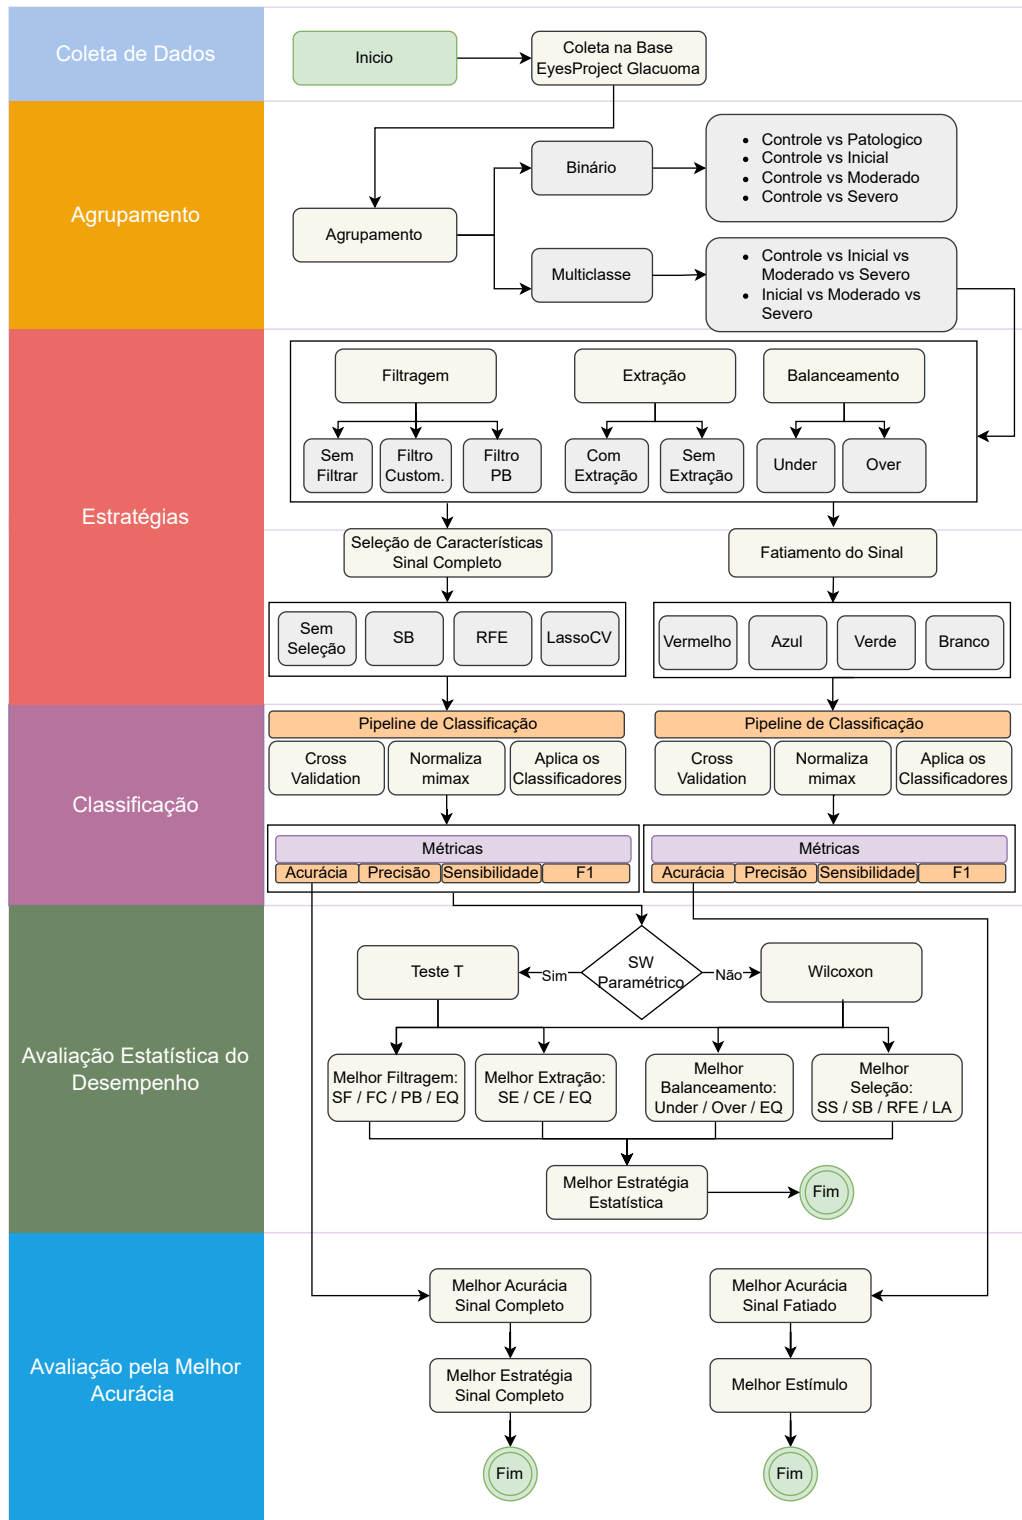 Coleta de Dados
Inicio
Coleta na Base
EyesProject Glacuoma
Agrupamento
Agrupamento
Binário
• Controle vs Patologico
• Controle vs Inicial
• Controle vs Moderado
• Controle vs Severo
Multiclasse
• Controle vs Inicial vs
Moderado vs Severo
• Inicial vs Moderado vs
Severo
Estratégias
Filtragem
Extração
Balanceamento
Sem
Filtrar
Filtro
Custom.
Filtro
PB
Com
Extração
Sem
Extração
Under
Over
Seleção de Características
Sinal Completo
Fatiamento do Sinal
Sem
Seleção
SB
RFE
LassoCV
Vermelho
Azul
Verde
Branco
Classificação
Pipeline de Classificação
Cross
Validation
Normaliza
mimax
Aplica os
Classificadores
Pipeline de Classificação
Cross
Validation
Normaliza
mimax
Aplica os
Classificadores
Métricas
Acurácia
Precisão
Sensibilidade
F1
Métricas
Acurácia
Precisão
Sensibilidade
F1
Avaliação Estatística do
Desempenho
Teste T
Sim
SW
Paramétrico
Não
Wilcoxon
Melhor Filtragem:
SF / FC / PB / EQ
Melhor Extração:
SE / CE / EQ
Melhor
Balanceamento:
Under / Over / EQ
Melhor
Seleção:
SS / SB / RFE / LA
Melhor Estratégia
Estatística
Fim
Avaliação pela Melhor
Acurácia
Melhor Acurácia
Sinal Completo
Melhor Acurácia
Sinal Fatiado
Melhor Estratégia
Sinal Completo
Melhor Estímulo
Fim
Fim